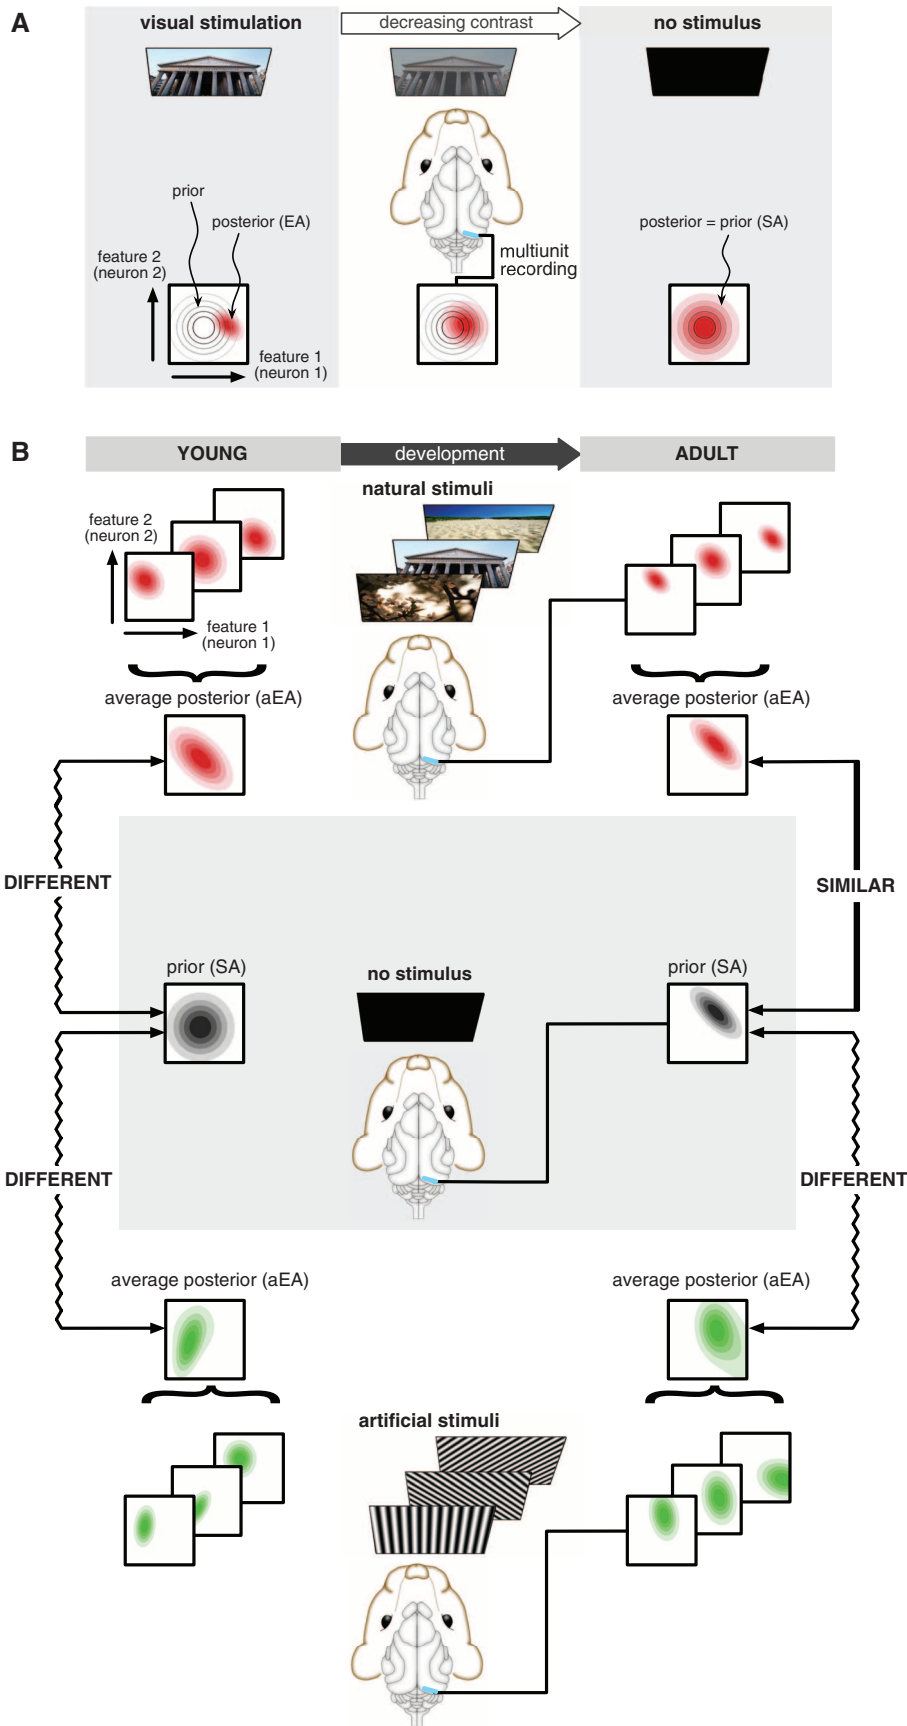 A
visual stimulation
decreasing contrast
no stimulus
prior
posterior (EA)
feature 2
(neuron 2)
feature 1
(neuron 1)
multiunit
recording
posterior = prior (SA)
B
YOUNG
development
ADULT
natural stimuli
feature 2
(neuron 2)
feature 1
(neuron 1)
average posterior (aEA)
average posterior (aEA)
DIFFERENT
SIMILAR
prior (SA)
no stimulus
prior (SA)
DIFFERENT
DIFFERENT
average posterior (aEA)
average posterior (aEA)
artificial stimuli